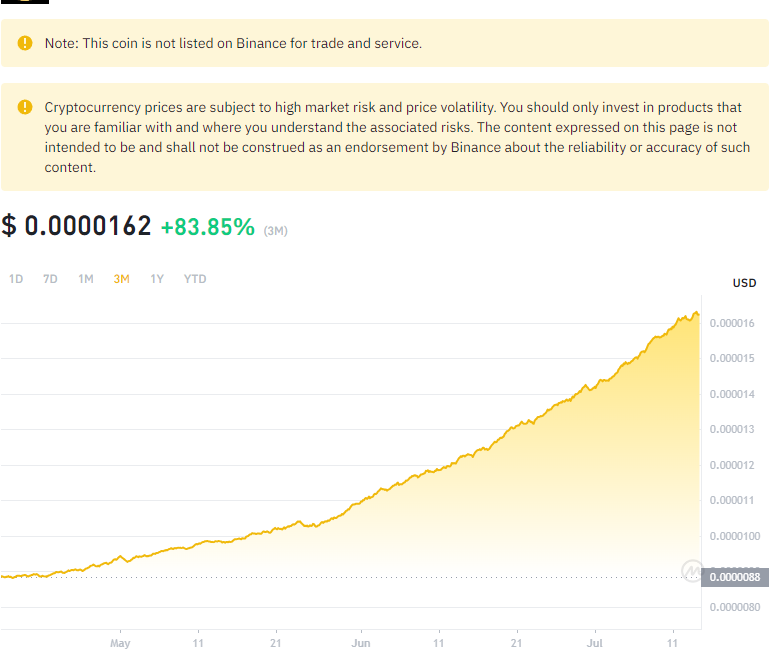 Note: This coin is not listed on Binance for trade and service.
Cryptocurrency prices are subject to high market risk and price volatility. You should only invest in products that
you are familiar with and where you understand the associated risks. The content expressed on this page is not
intended to be and shall not be construed as an endorsement by Binance about the reliability or accuracy of such
content.
$ 0.0000162 +83.85% (3M)
1D 7D 1M 3M 1Y YTD
USD
0.000016
0.000015
0.000014
0.000013
0.000012
0.000011
0.0000100
0.0000088
0.0000080
May 11 21 Jun 11 21 Jul 11